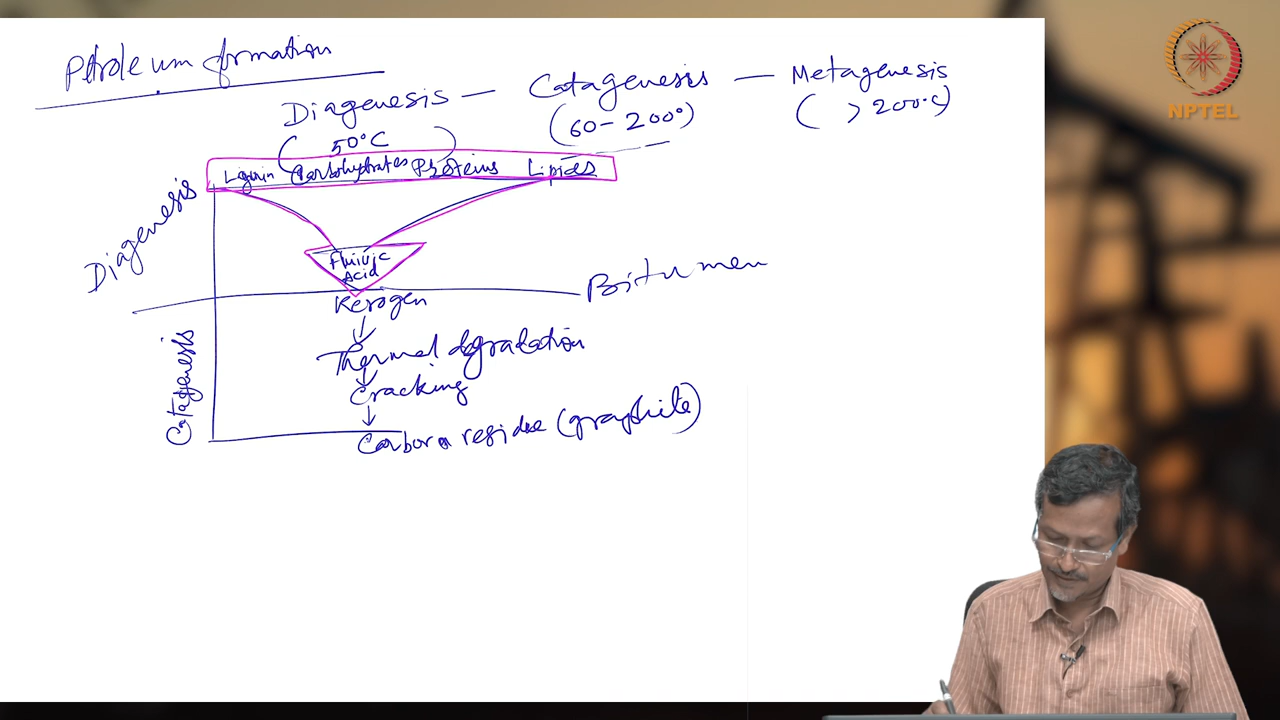 Petroleum formation
Diagenesis – Catagenesis – Metagenesis
(50°C) (60-200°) (>200°C)
Lignin Carbohydrates Proteins Lipids
Diagenesis
Flluivic
Acid
Bitumen
Kerogen
Catagenesis
Thermal degradation
Cracking
Carbon residue (graphite)
NPTEL